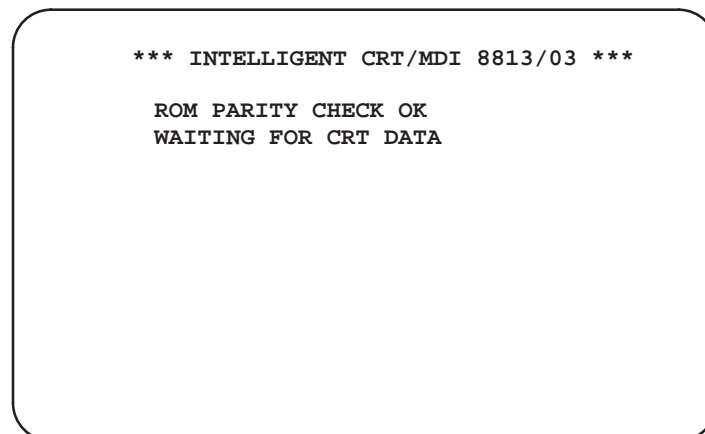 *** INTELLIGENT CRT/MDI 8813/03 ***
ROM PARITY CHECK OK
WAITING FOR CRT DATA